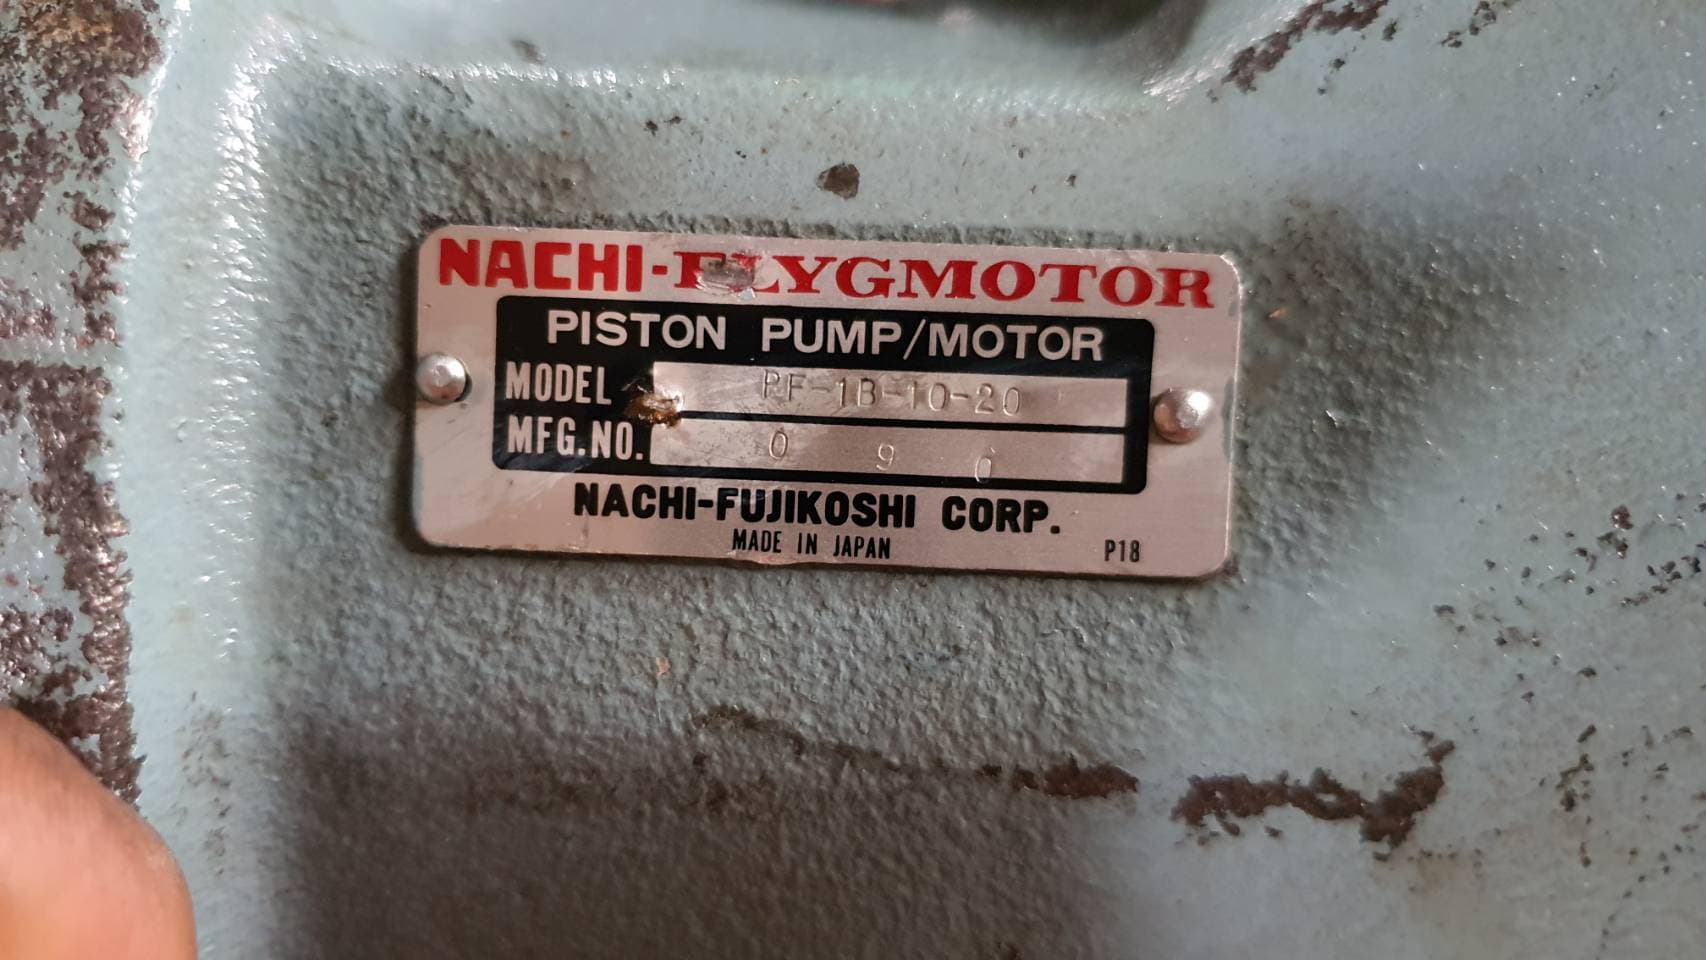 NACHI-FLYGMOTOR
PISTON PUMP/MOTOR
MODEL PF-1B-10-20
MFG.NO. 0 9 0
NACHI-FUJIKOSHI CORP.
MADE IN JAPAN
P18